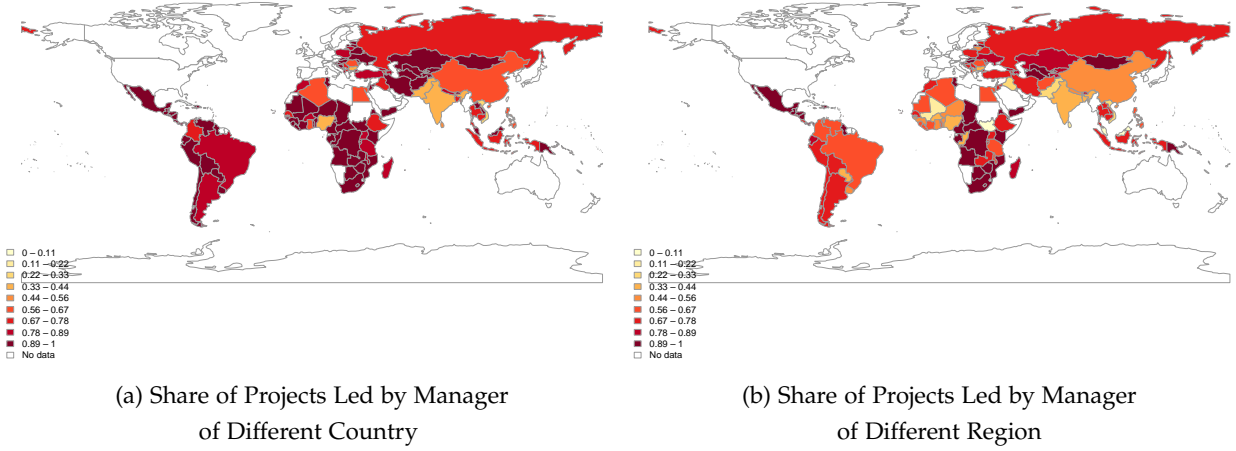 0 – 0.11
0.11 – 0.22
0.22 – 0.33
0.33 – 0.44
0.44 – 0.56
0.56 – 0.67
0.67 – 0.78
0.78 – 0.89
0.89 – 1
No data
(a) Share of Projects Led by Manager
of Different Country
0 – 0.11
0.11 – 0.22
0.22 – 0.33
0.33 – 0.44
0.44 – 0.56
0.56 – 0.67
0.67 – 0.78
0.78 – 0.89
0.89 – 1
No data
(b) Share of Projects Led by Manager
of Different Region